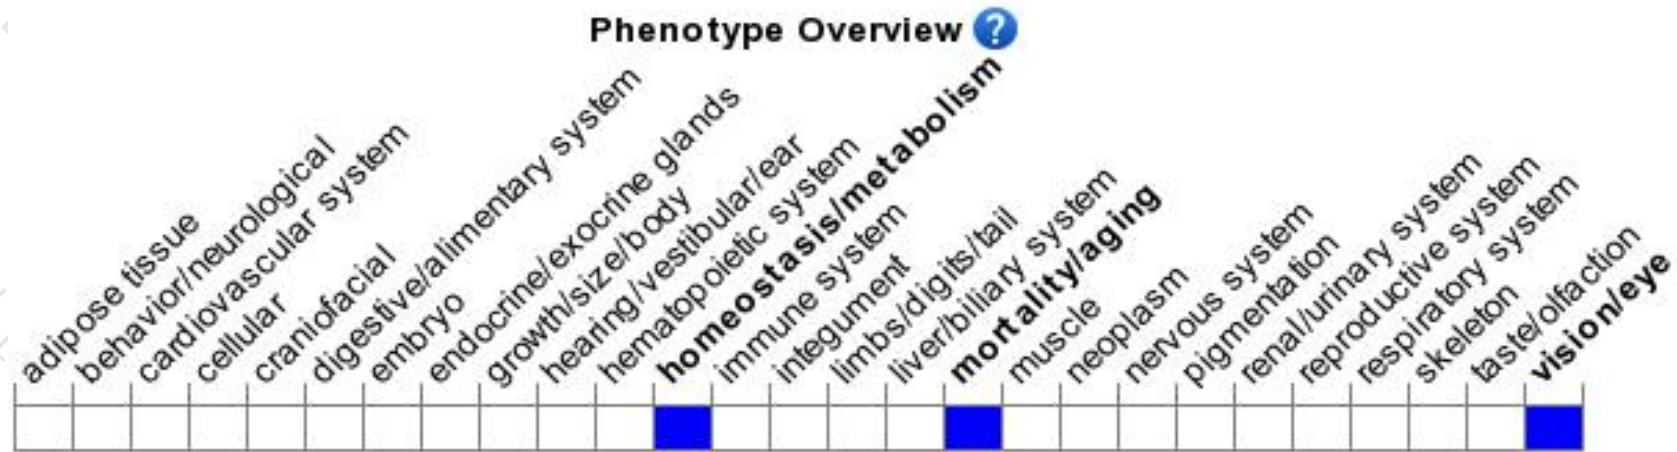 Phenotype Overview ?
adipose tissue
behavior/neurological
cardiovascular system
cellular
craniofacial
digestive/alimentary system
embryo
endocrine/exocrine glands
growth/size/body
hearing/vestibular/ear
hematopoietic system
homeostasis/metabolism
immune system
integument
limbs/digits/tail
liver/biliary system
mortality/aging
muscle
neoplasm
nervous system
pigmentation
renal/urinary system
reproductive system
respiratory system
skeleton
taste/olfaction
vision/eye